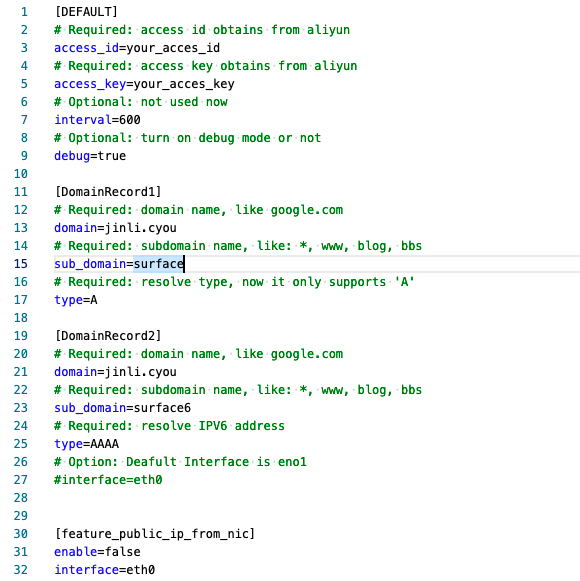 1 [DEFAULT]
2 # Required: access id obtains from aliyun
3 access_id=your_acces_id
4 # Required: access key obtains from aliyun
5 access_key=your_acces_key
6 # Optional: not used now
7 interval=600
8 # Optional: turn on debug mode or not
9 debug=true
10
11 [DomainRecord1]
12 # Required: domain name, like google.com
13 domain=jinli.cyou
14 # Required: subdomain name, like: *, www, blog, bbs
15 sub_domain=surface
16 # Required: resolve type, now it only supports 'A'
17 type=A
18
19 [DomainRecord2]
20 # Required: domain name, like google.com
21 domain=jinli.cyou
22 # Required: subdomain name, like: *, www, blog, bbs
23 sub_domain=surface6
24 # Required: resolve IPV6 address
25 type=AAAA
26 # Option: Deafult Interface is eno1
27 #interface=eth0
28
29
30 [feature_public_ip_from_nic]
31 enable=false
32 interface=eth0